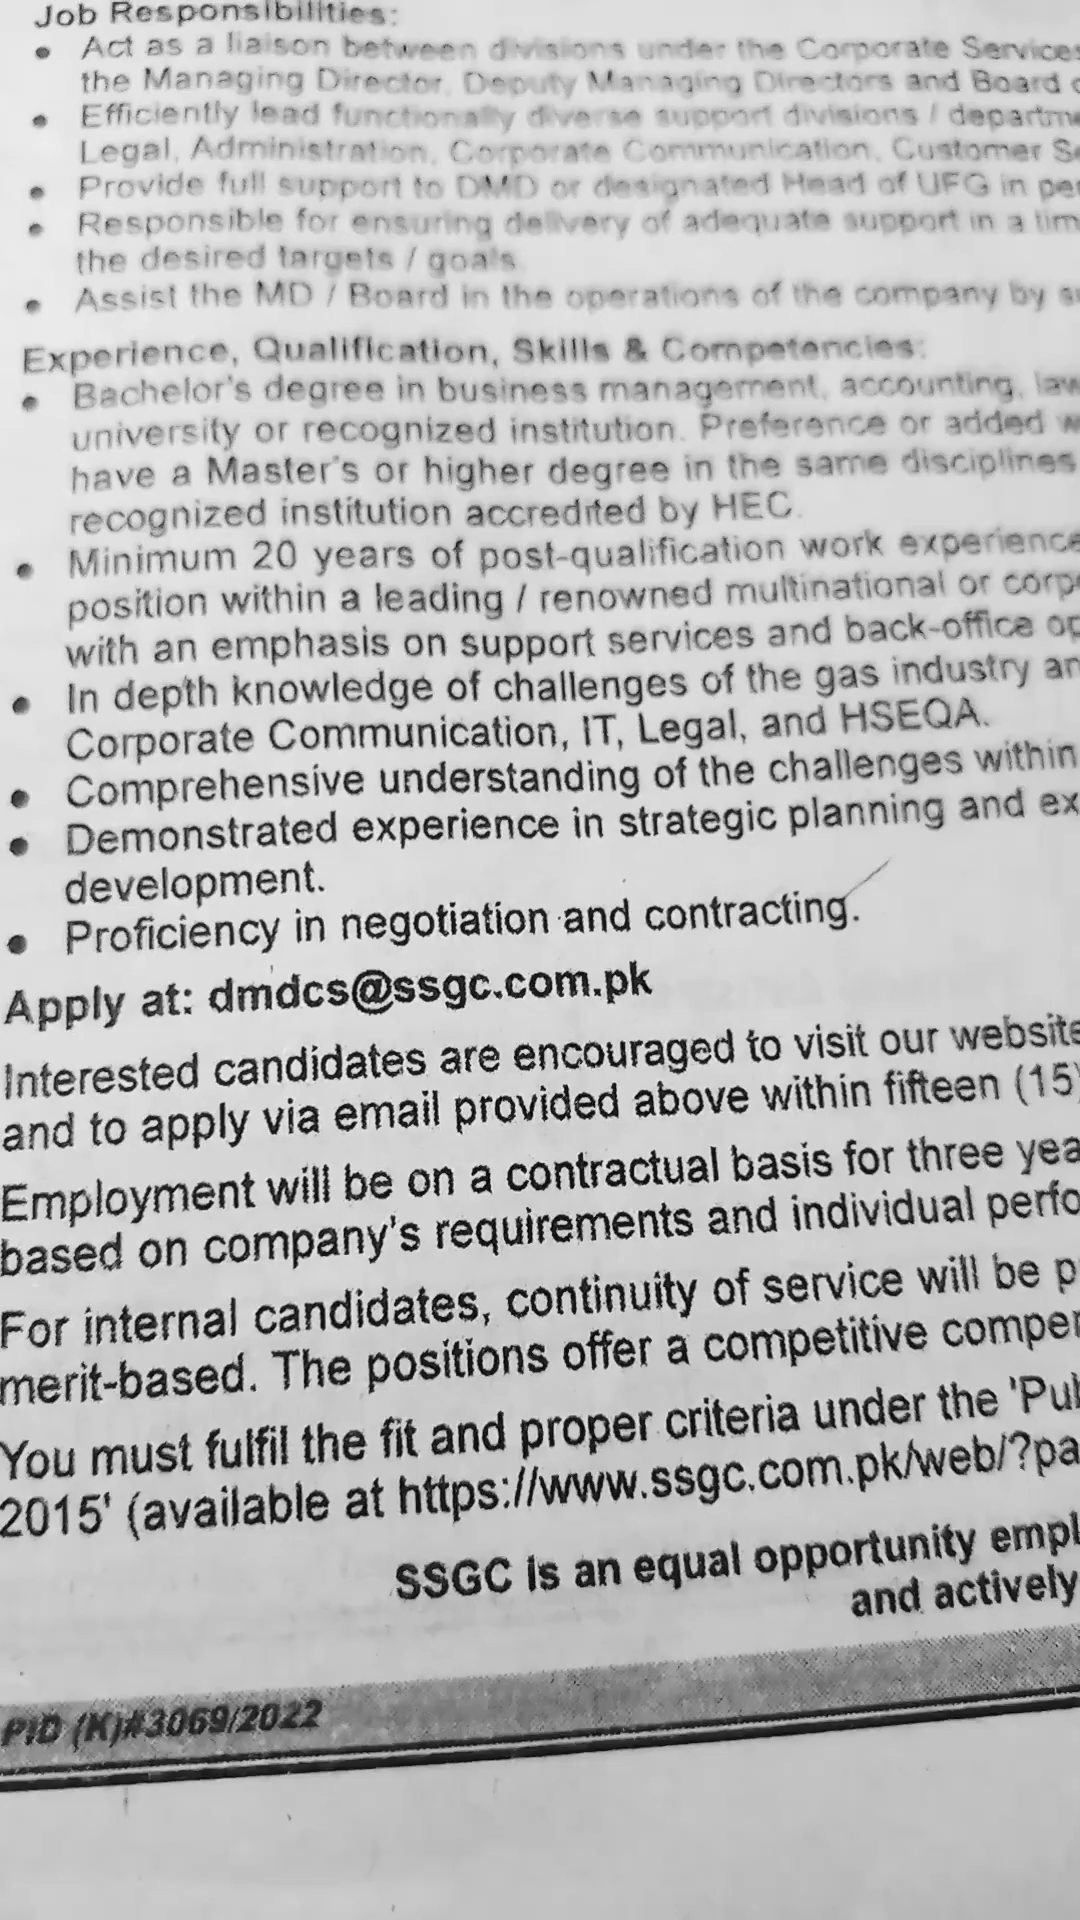 Job Responsibilities:
• Act as a liaison between divisions under the Corporate Services
the Managing Director, Deputy Managing Directors and Board
• Efficiently lead functionally diverse support divisions /
Legal, Administration, Corporate Communication, Customer
• Provide full support to DMD or designated Head of UFG in
• Responsible for ensuring delivery of adequate support in a
the desired targets / goals.
• Assist the MD / Board in the operations of the company by
Experience, Qualification, Skills & Competencies:
• Bachelor's degree in business management, accounting, law
university or recognized institution. Preference or added
have a Master's or higher degree in the same disciplines
recognized institution accredited by HEC.
• Minimum 20 years of post-qualification work experience
position within a leading / renowned multinational or corp
with an emphasis on support services and back-office op
• In depth knowledge of challenges of the gas industry an
Corporate Communication, IT, Legal, and HSEQA.
• Comprehensive understanding of the challenges within
• Demonstrated experience in strategic planning and ex
development.
• Proficiency in negotiation and contracting.
Apply at: dmdcs@ssgc.com.pk
Interested candidates are encouraged to visit our website
and to apply via email provided above within fifteen (15)
Employment will be on a contractual basis for three yea
based on company's requirements and individual perfo
For internal candidates, continuity of service will be p
merit-based. The positions offer a competitive compen
You must fulfil the fit and proper criteria under the 'Pub
2015' (available at https://www.ssgc.com.pk/web/?pa
SSGC is an equal opportunity empl
and actively
PID (K)#3069/2022